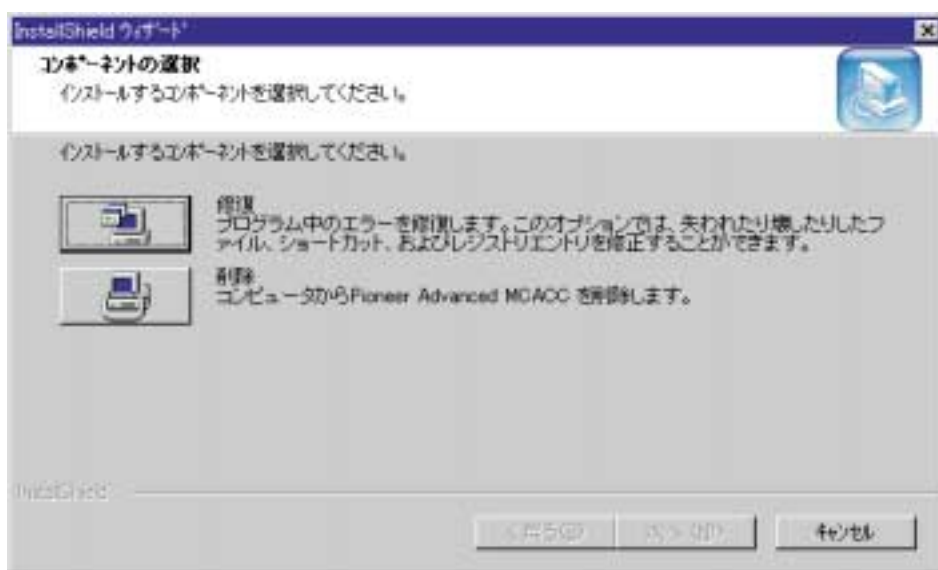 InstallShield ウィザード
コンポーネントの選択
インストールするコンポーネントを選択してください。
インストールするコンポーネントを選択してください。
修復
プログラム中のエラーを修復します。このオプションでは、失われたり壊したりしたフ
ァイル、ショートカット、およびレジストリエントリを修正することができます。
削除
コンピュータからPioneer Advanced MCACC を削除します。
InstallShield
< 戻る(B)
次へ (N)>
キャンセル